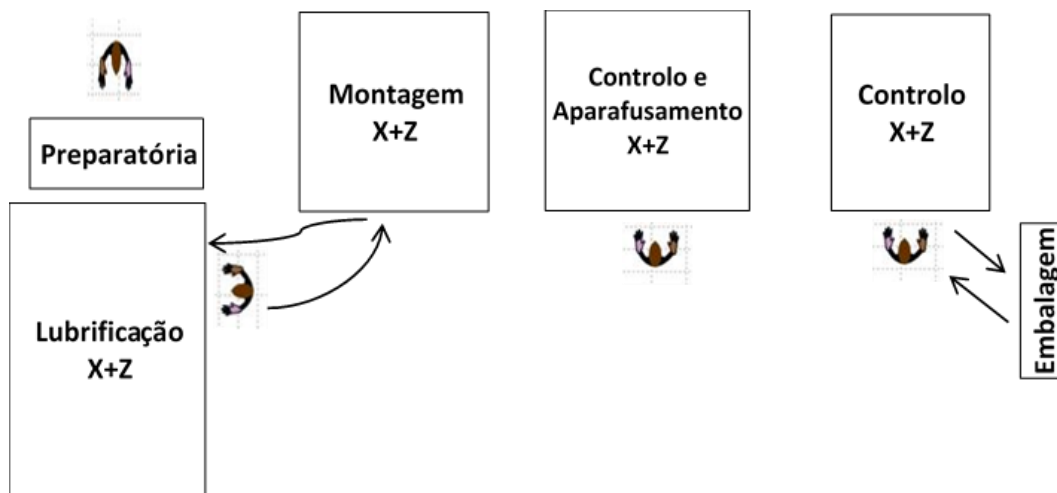 Preparatória
Lubrificação
X+Z
Montagem
X+Z
Controlo e
Aparafusamento
X+Z
Controlo
X+Z
Embalagem